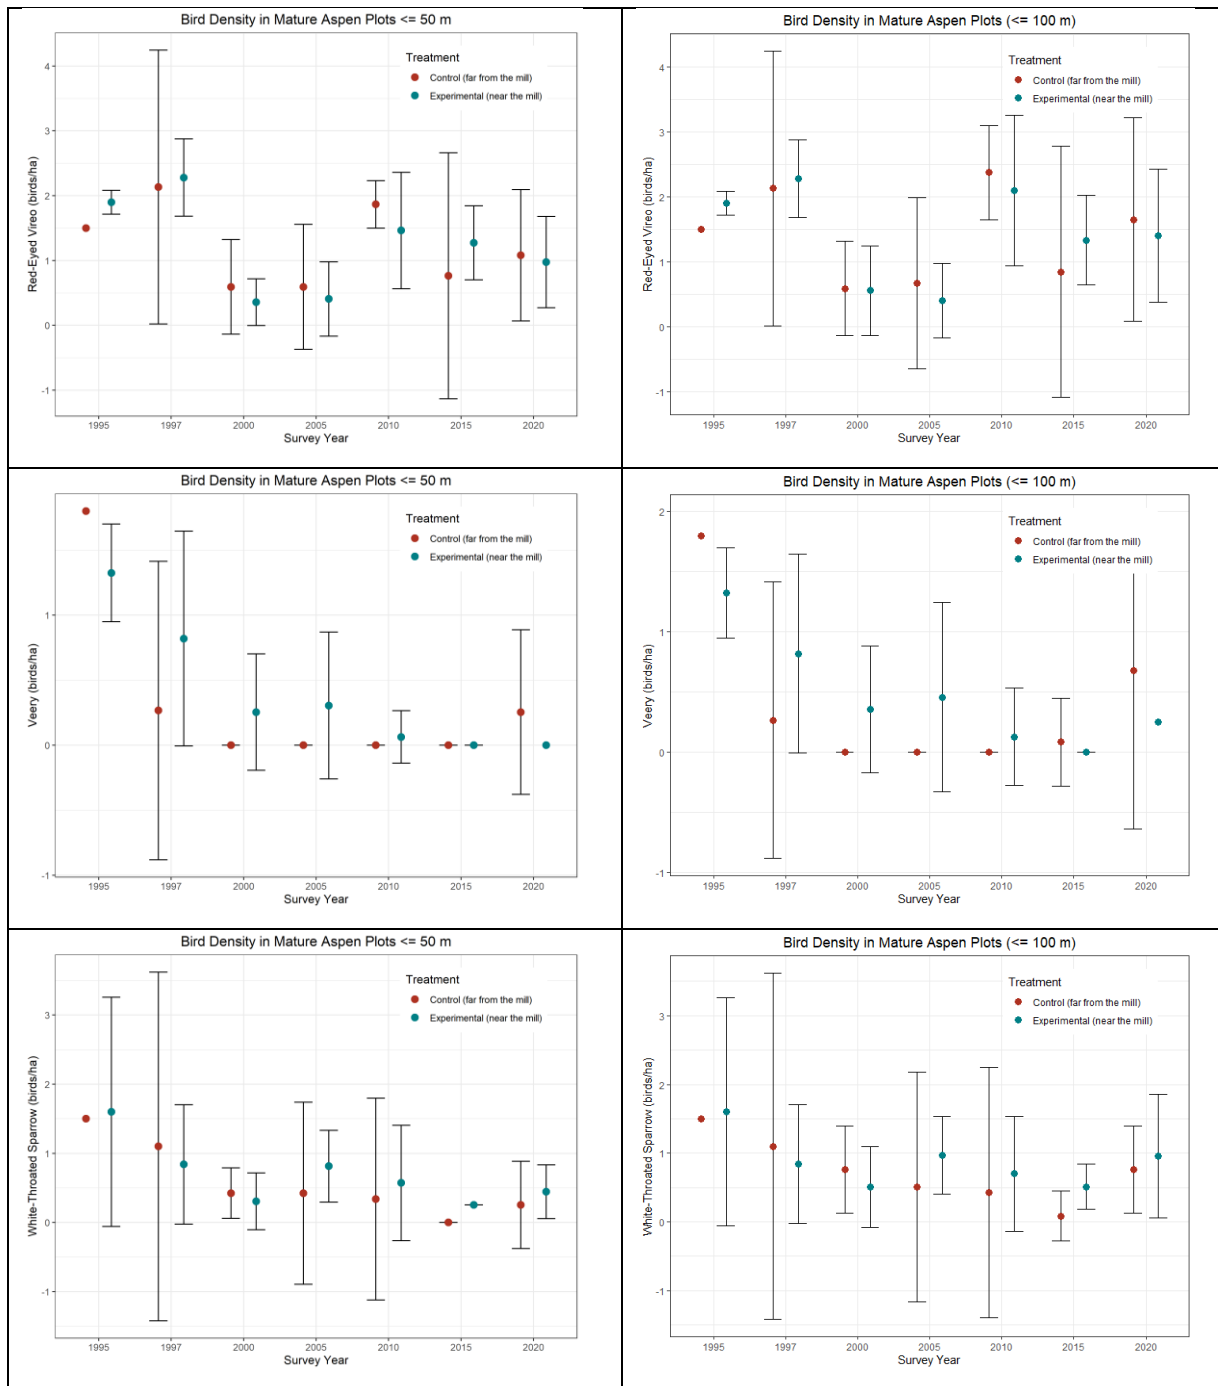 Bird Density in Mature Aspen Plots <= 50 m
Treatment
Control (far from the mill)
Experimental (near the mill)
Red-Eyed Vireo (birds/ha)
4
3
2
1
0
-1
1995 1997 2000 2005 2010 2015 2020
Survey Year
Bird Density in Mature Aspen Plots (<= 100 m)
Treatment
Control (far from the mill)
Experimental (near the mill)
Red-Eyed Vireo (birds/ha)
4
3
2
1
0
-1
1995 1997 2000 2005 2010 2015 2020
Survey Year
Bird Density in Mature Aspen Plots <= 50 m
Treatment
Control (far from the mill)
Experimental (near the mill)
Veery (birds/ha)
1
0
-1
1995 1997 2000 2005 2010 2015 2020
Survey Year
Bird Density in Mature Aspen Plots (<= 100 m)
Treatment
Control (far from the mill)
Experimental (near the mill)
Veery (birds/ha)
2
1
0
-1
1995 1997 2000 2005 2010 2015 2020
Survey Year
Bird Density in Mature Aspen Plots <= 50 m
Treatment
Control (far from the mill)
Experimental (near the mill)
White-Throated Sparrow (birds/ha)
3
2
1
0
-1
1995 1997 2000 2005 2010 2015 2020
Survey Year
Bird Density in Mature Aspen Plots (<= 100 m)
Treatment
Control (far from the mill)
Experimental (near the mill)
White-Throated Sparrow (birds/ha)
3
2
1
0
-1
1995 1997 2000 2005 2010 2015 2020
Survey Year